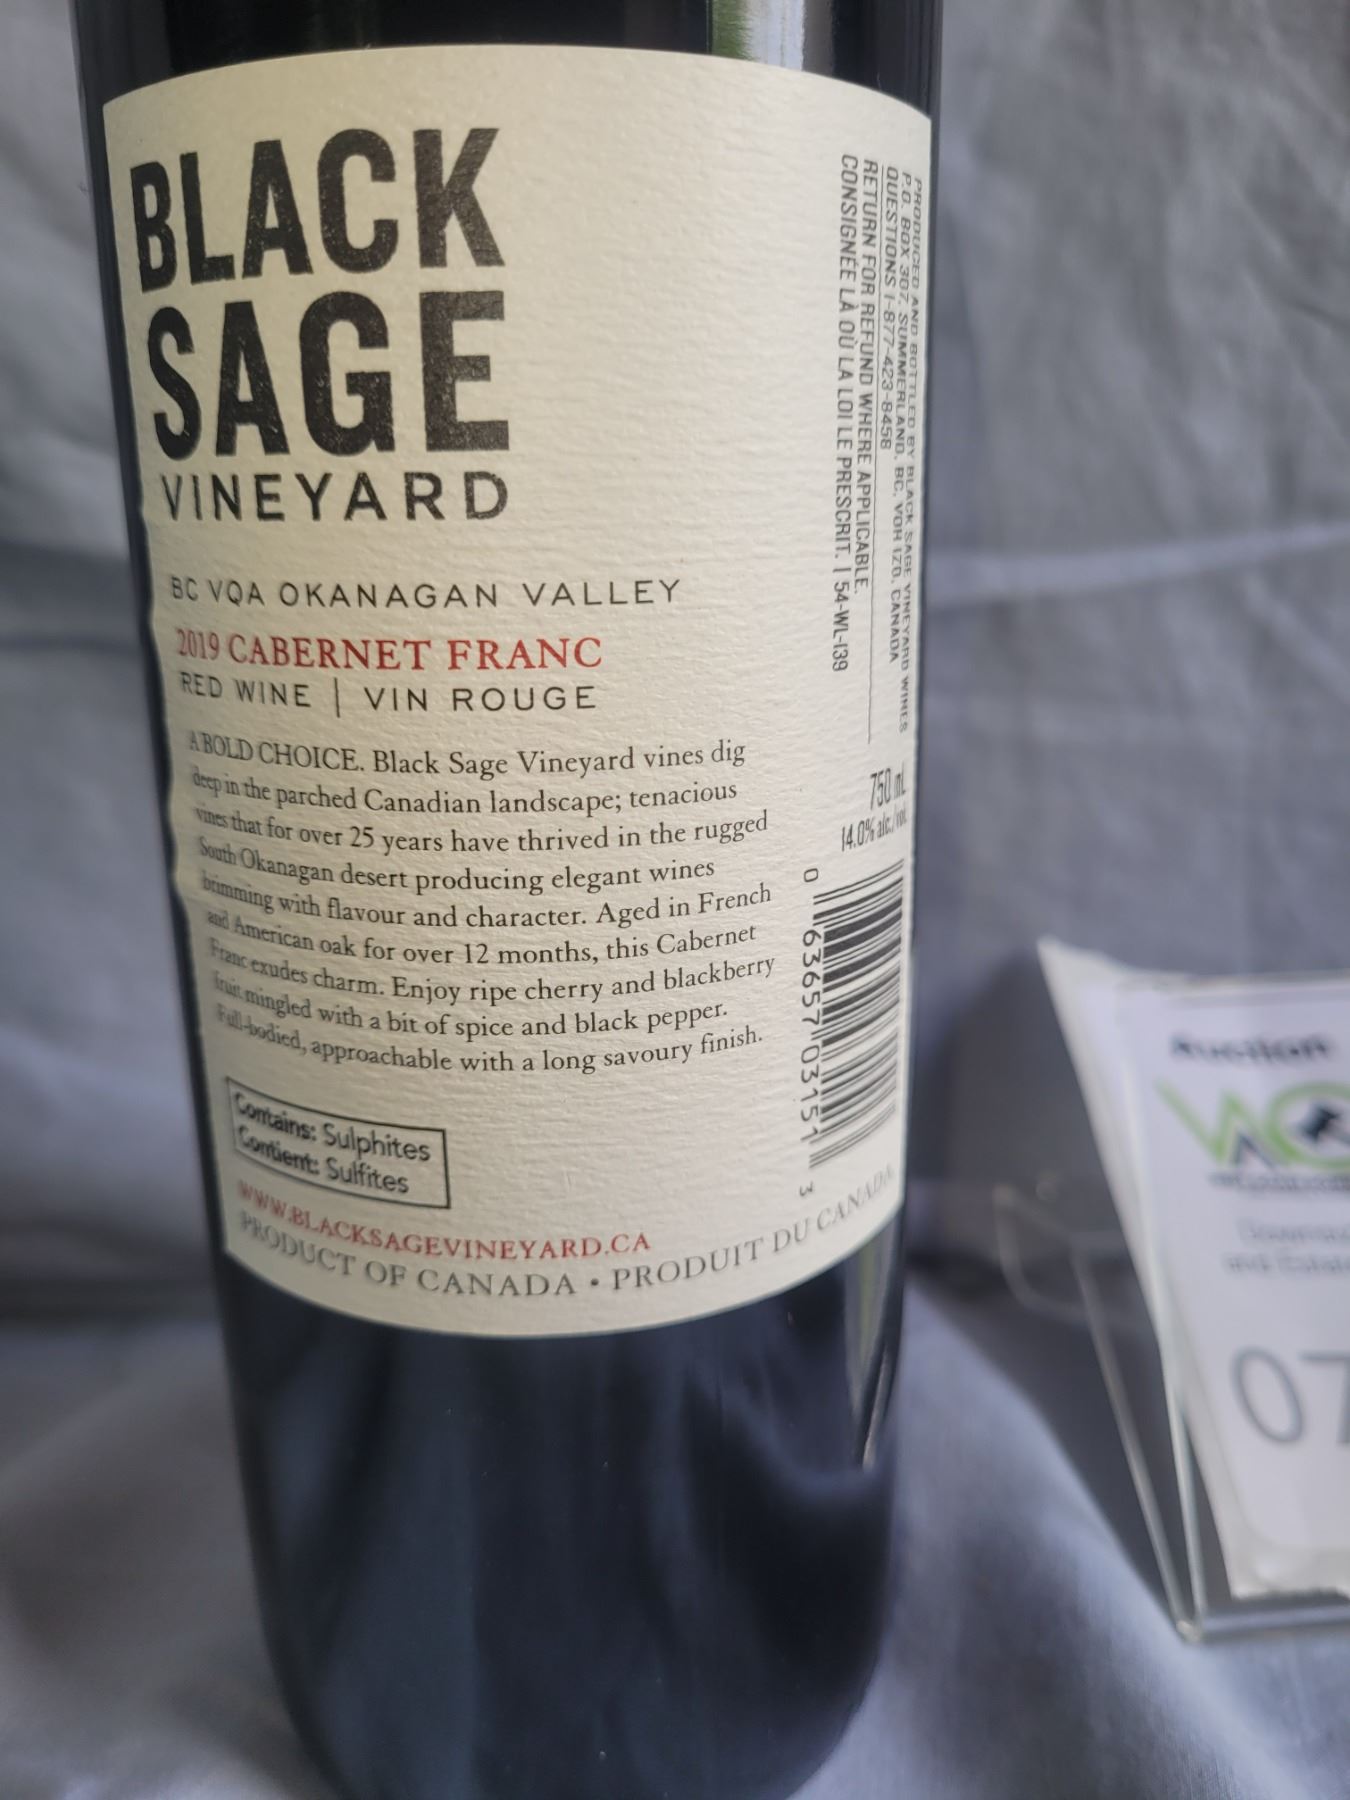 BLACK
SAGE
VINEYARD
BC VQA OKANAGAN VALLEY
2019 CABERNET FRANC
RED WINE | VIN ROUGE
A BOLD CHOICE. Black Sage Vineyard vines dig
deep in the parched Canadian landscape; tenacious
vines that for over 25 years have thrived in the rugged
South Okanagan desert producing elegant wines
brimming with flavour and character. Aged in French
and American oak for over 12 months, this Cabernet
Franc exudes charm. Enjoy ripe cherry and blackberry
fruit mingled with a bit of spice and black pepper.
Full-bodied, approachable with a long savoury finish.
Contains: Sulphites
Contient: Sulfites
WWW.BLACKSAGEVINEYARD.CA
PRODUCT OF CANADA • PRODUIT DU CANADA
PRODUCED AND BOTTLED BY BLACK SAGE VINEYARD WINES
P.O. BOX 307, SUMMERLAND, BC, V0H 1Z0, CANADA
QUESTIONS 1-877-423-8458
RETURN FOR REFUND WHERE APPLICABLE.
CONSIGNÉE LÀ OÙ LA LOI LE PRESCRIT. | 54-WL-139
750 mL
14.0% alc./vol.
0 63657 03151 3
Auction
07